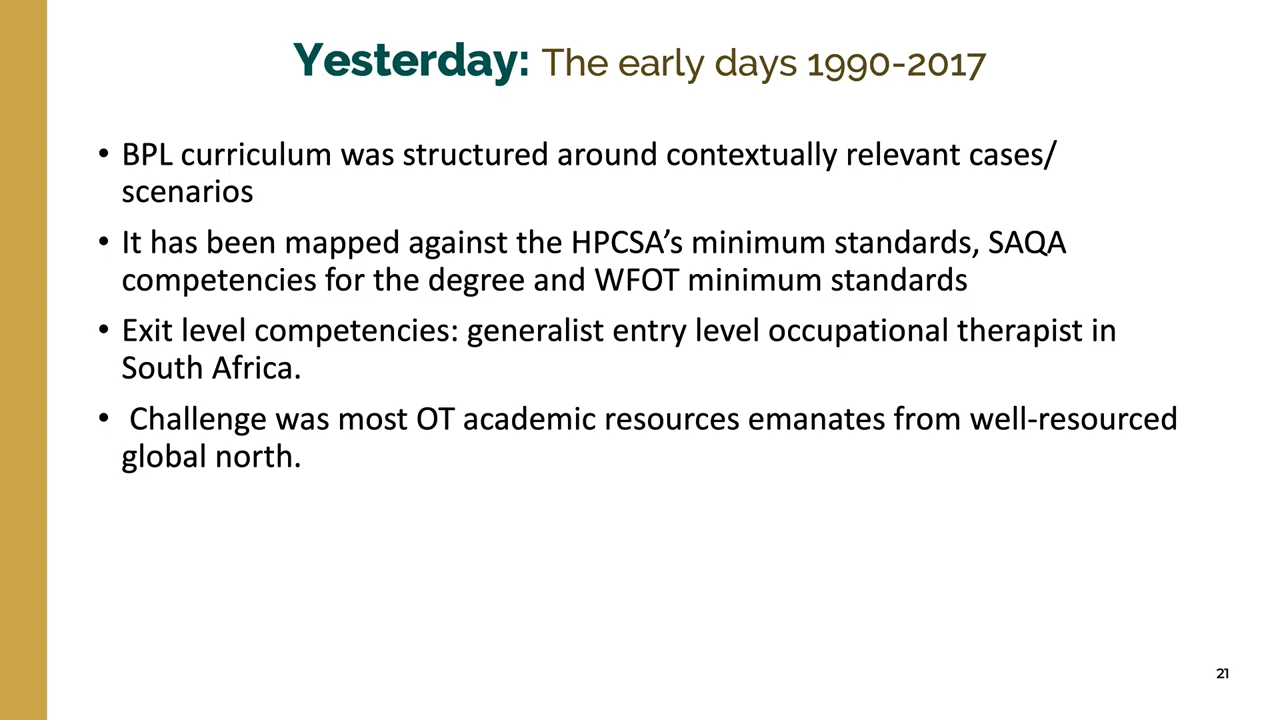 Yesterday: The early days 1990-2017
• BPL curriculum was structured around contextually relevant cases/
scenarios
• It has been mapped against the HPCSA’s minimum standards, SAQA
competencies for the degree and WFOT minimum standards
• Exit level competencies: generalist entry level occupational therapist in
South Africa.
• Challenge was most OT academic resources emanates from well-resourced
global north.
21